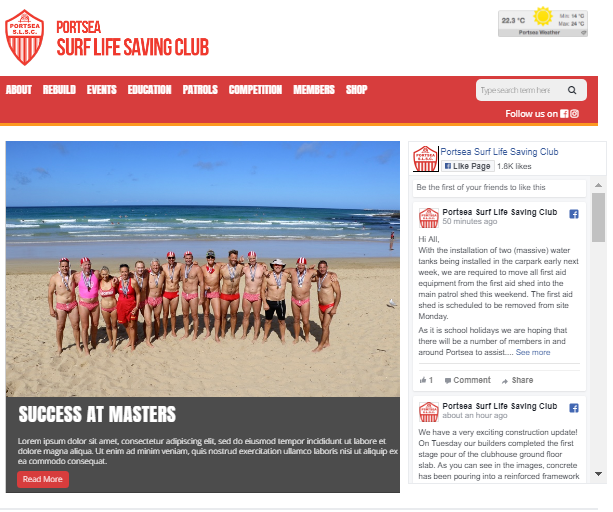 PORTSEA
S.L.S.C.
PORTSEA
SURF LIFE SAVING CLUB
22.3 °C
Min: 14 °C
Max: 24 °C
Portsea Weather
ABOUT REBUILD EVENTS EDUCATION PATROLS COMPETITION MEMBERS SHOP
Type search term here
Follow us on
Portsea Surf Life Saving Club
Like Page 1.8K likes
Be the first of your friends to like this
Portsea Surf Life Saving Club
50 minutes ago
Hi All,
With the installation of two (massive) water
tanks being installed in the carpark early next
week, we are required to move all first aid
equipment from the first aid shed into the
main patrol shed this weekend. The first aid
shed is scheduled to be removed from site
Monday.
As it is school holidays we are hoping that
there will be a number of members in and
around Portsea to assist.... See more
1 Comment Share
Portsea Surf Life Saving Club
about an hour ago
We have a very exciting construction update!
On Tuesday our builders completed the first
stage pour of the clubhouse ground floor
slab. As you can see in the images, concrete
has been pouring into a reinforced framework
SUCCESS AT MASTERS
Lorem ipsum dolor sit amet, consectetur adipiscing elit, sed do eiusmod tempor incididunt ut labore et
dolore magna aliqua. Ut enim ad minim veniam, quis nostrud exercitation ullamco laboris nisi ut aliquip ex
ea commodo consequat.
Read More